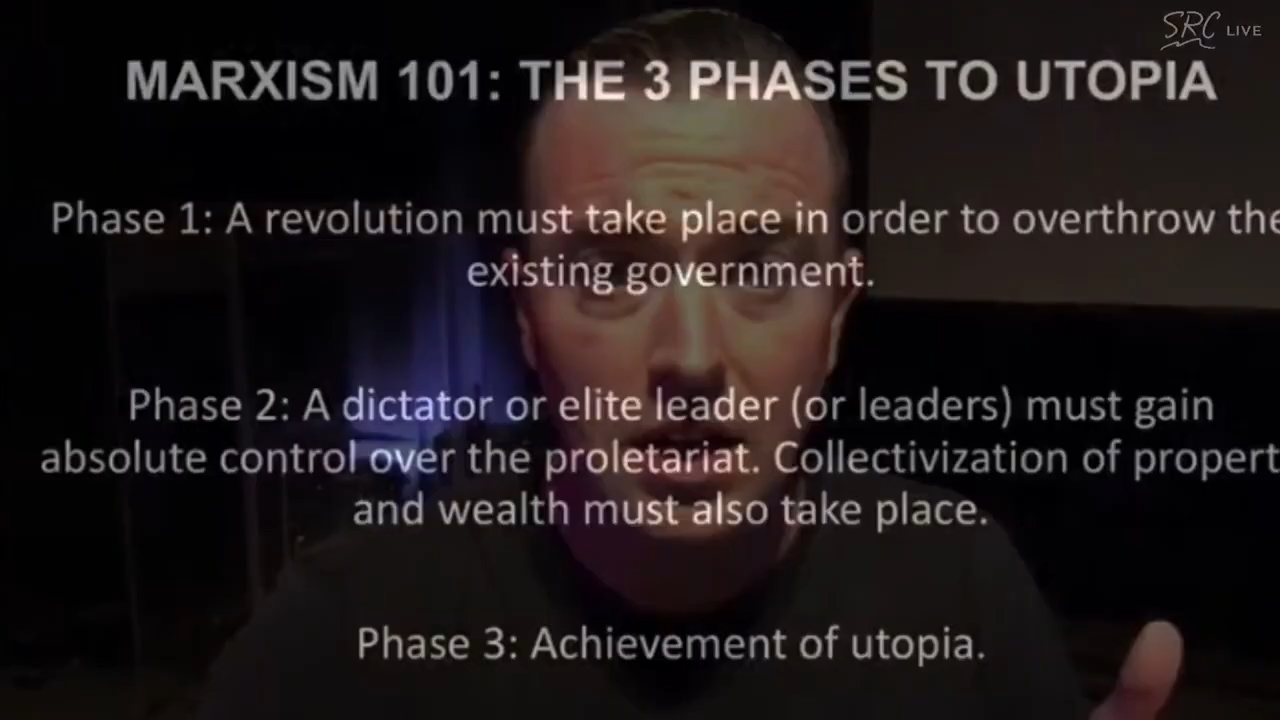 SRC LIVE
MARXISM 101: THE 3 PHASES TO UTOPIA
Phase 1: A revolution must take place in order to overthrow the
existing government.
Phase 2: A dictator or elite leader (or leaders) must gain
absolute control over the proletariat. Collectivization of propert
and wealth must also take place.
Phase 3: Achievement of utopia.